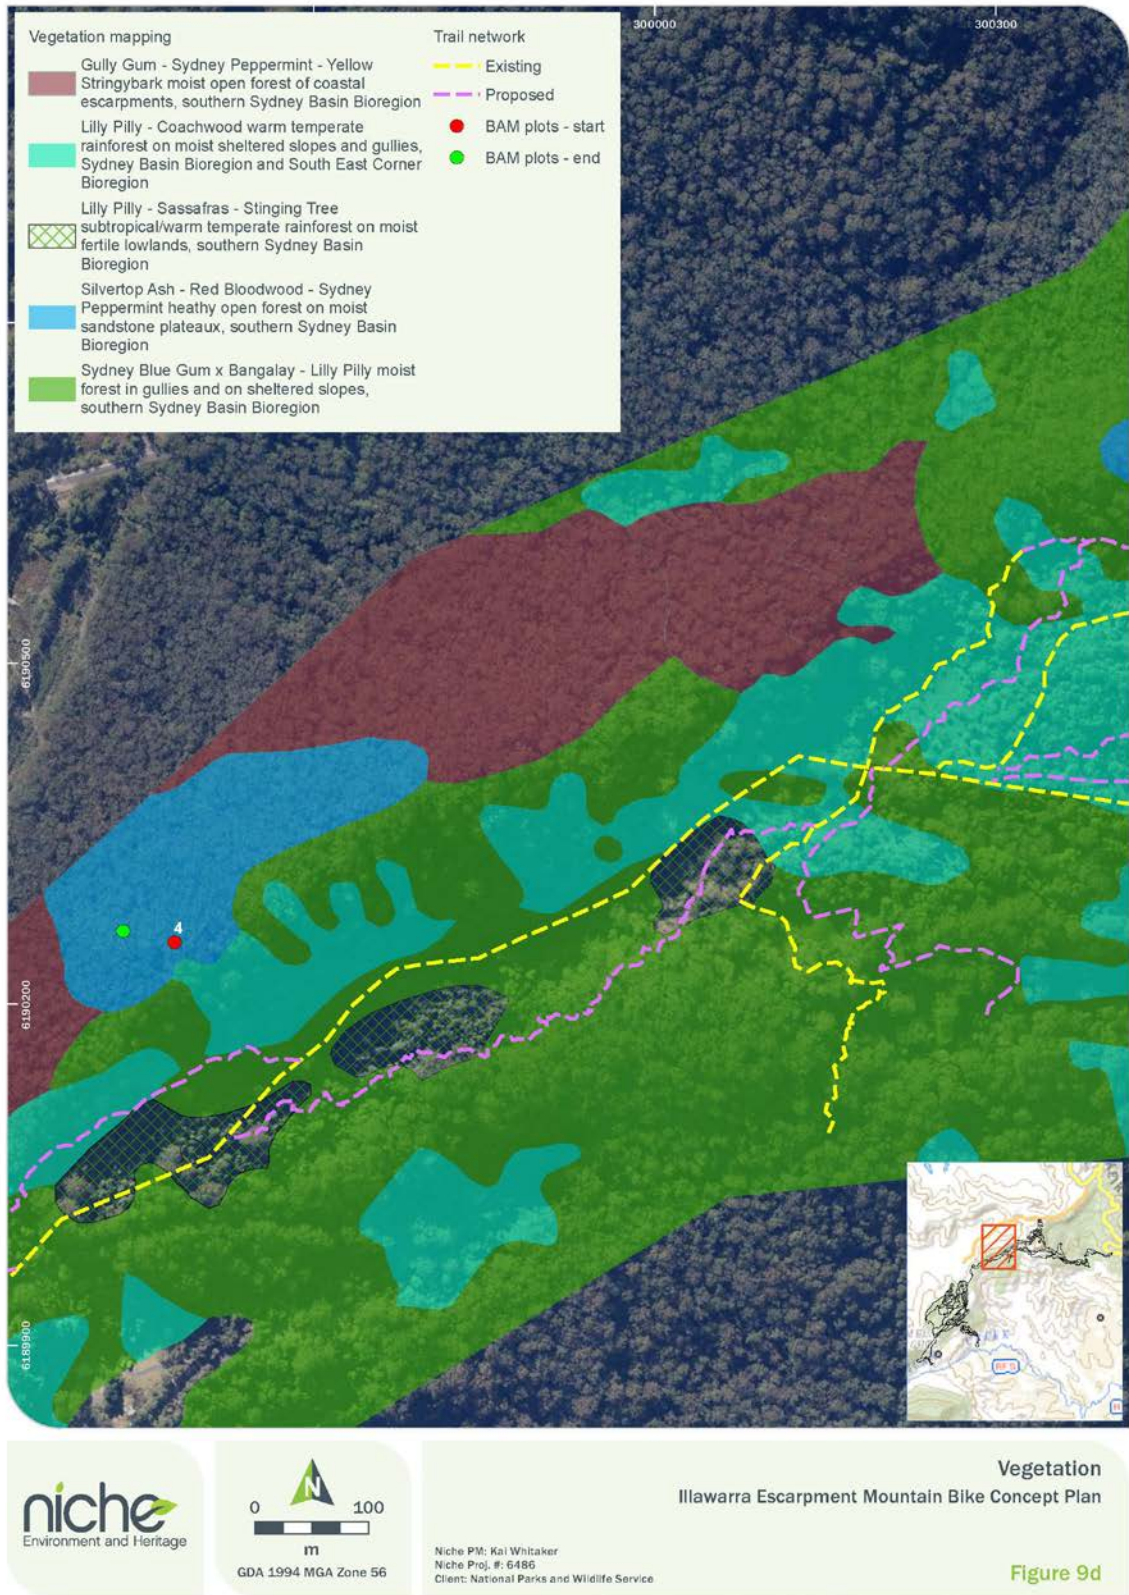 300000
300300
Vegetation mapping
Gully Gum - Sydney Peppermint - Yellow
Stringybark moist open forest of coastal
escarpments, southern Sydney Basin Bioregion
Lilly Pilly - Coachwood warm temperate
rainforest on moist sheltered slopes and gullies,
Sydney Basin Bioregion and South East Corner
Bioregion
Lilly Pilly - Sassafras - Stinging Tree
subtropical/warm temperate rainforest on moist
fertile lowlands, southern Sydney Basin
Bioregion
Silvertop Ash - Red Bloodwood - Sydney
Peppermint heathy open forest on moist
sandstone plateaux, southern Sydney Basin
Bioregion
Sydney Blue Gum x Bangalay - Lilly Pilly moist
forest in gullies and on sheltered slopes,
southern Sydney Basin Bioregion
Trail network
Existing
Proposed
BAM plots - start
BAM plots - end
6190500
4
6190200
6189900
niche
Environment and Heritage
N
0 100
m
GDA 1994 MGA Zone 56
Niche PM: Kai Whitaker
Niche Proj. #: 6486
Client: National Parks and Wildlife Service
Vegetation
Illawarra Escarpment Mountain Bike Concept Plan
Figure 9d